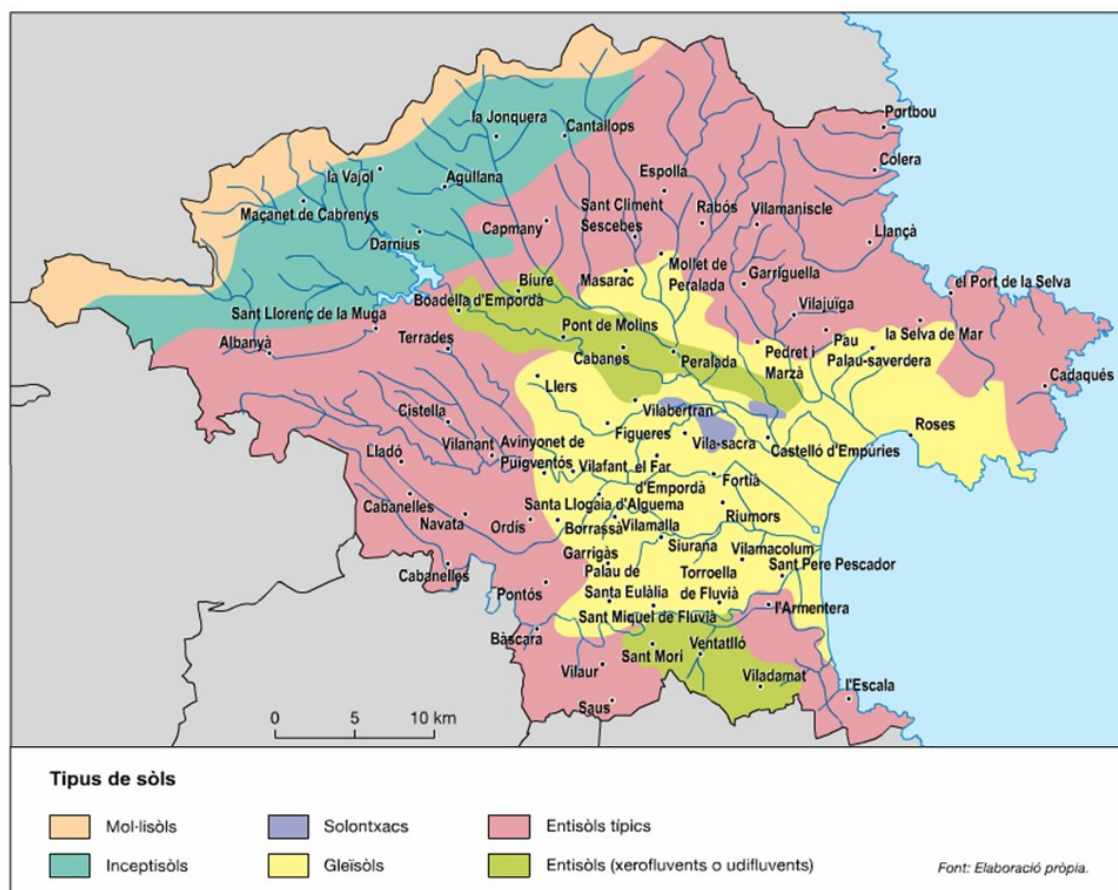 Portbou
la Jonquera
Cantallops
Colera
la Vajol
Agullana
Espolla
Maçanet de Cabrenys
Sant Climent
Sescebes
Rabós
Vilamaniscle
Capmany
Darnius
Llançà
Masarac
Mollet de
Peralada
Garriguella
el Port de la Selva
Biure
Boadella d'Empordà
Vilajuïga
Sant Llorenç de la Muga
Pont de Molins
Pau
la Selva de Mar
Albanyà
Terrades
Cabanes
Peralada
Pedret i
Marzà
Palau-saverdera
Llers
Cadaqués
Cistella
Vilabertran
Figueres
Vila-sacra
Castelló d'Empúries
Roses
Vilanant
Avinyonet de
Puigventós
Lladó
Vilafant
el Far
d'Empordà
Fortià
Cabanelles
Navata
Ordís
Santa Llogaia d'Alguema
Borrassà
Vilamalla
Riumors
Siurana
Garrigàs
Vilamacolum
Sant Pere Pescador
Cabanelles
Palau de
Santa Eulàlia
Torroella
de Fluvià
Pontós
l'Armentera
Sant Miquel de Fluvià
Bàscara
Sant Mori
Ventatlló
Vilaur
Viladamat
l'Escala
Saus
0 5 10 km
Tipus de sòls
Mol·lisòls
Solontxacs
Entisòls típics
Inceptisòls
Gleïsòls
Entisòls (xerofluvents o udifluvents)
Font: Elaboració pròpia.